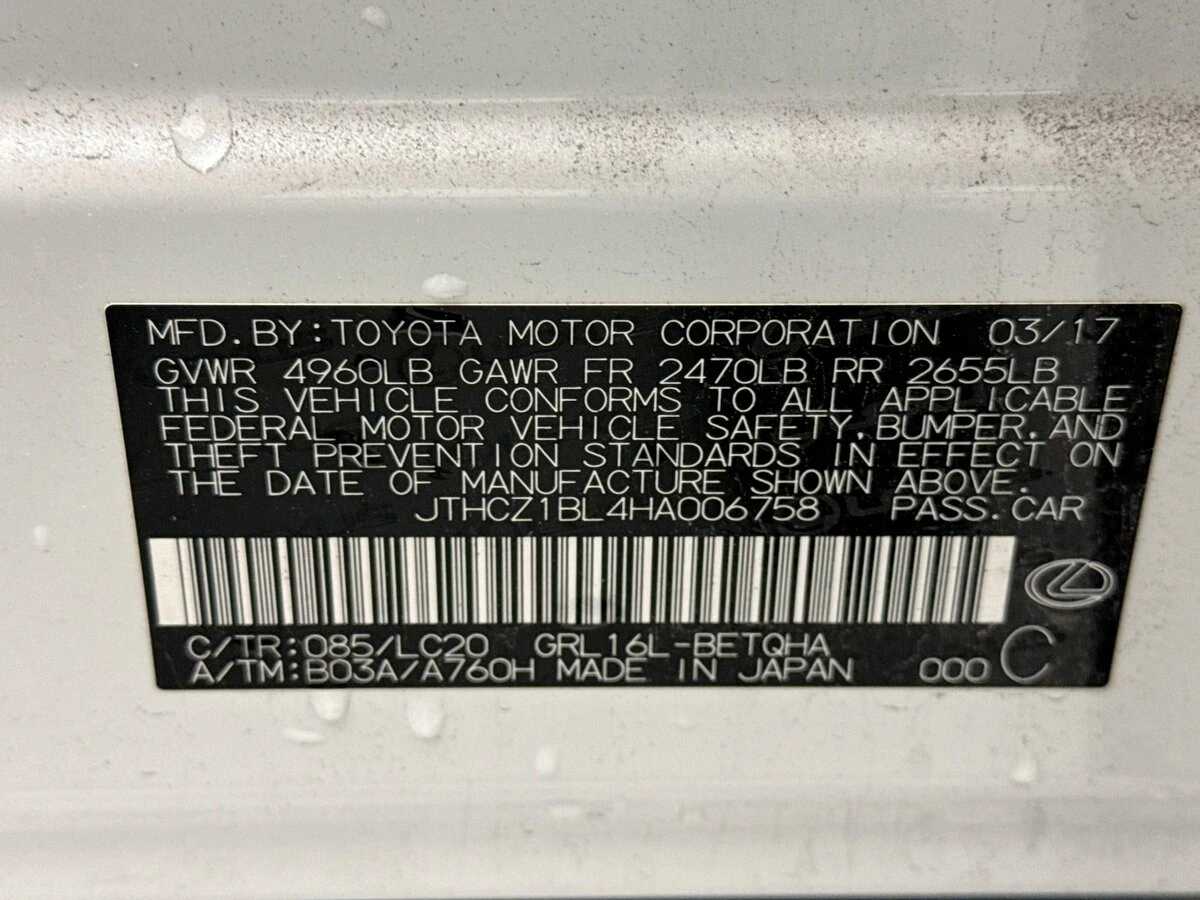 MFD.BY:TOYOTA MOTOR CORPORATION 03/17
GVWR 4960LB GAWR FR 2470LB RR 2655LB
THIS VEHICLE CONFORMS TO ALL APPLICABLE
FEDERAL MOTOR VEHICLE SAFETY,BUMPER,AND
THEFT PREVENTION STANDARDS IN EFFECT ON
THE DATE OF MANUFACTURE SHOWN ABOVE.
JTHCZ1BL4HA006758 PASS.CAR
C/TR:085/LC20 GRL16L-BETQHA
A/TM:B03A/A760H MADE IN JAPAN 000 C